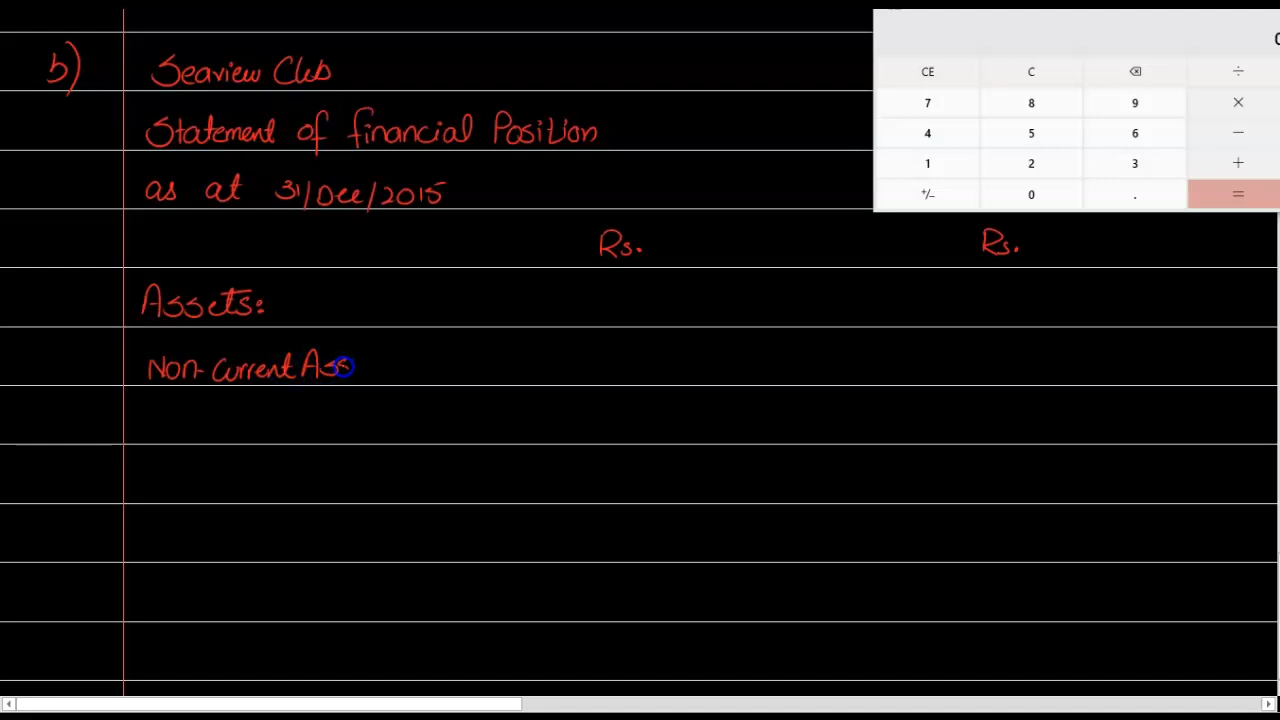 b) Seaview Club
Statement of financial Position
as at 31/Dec/2015
Rs. Rs.
Assets:
Non-Current Ass
0
CE C ÷
7 8 9 ×
4 5 6 −
1 2 3 +
+/− 0 . =